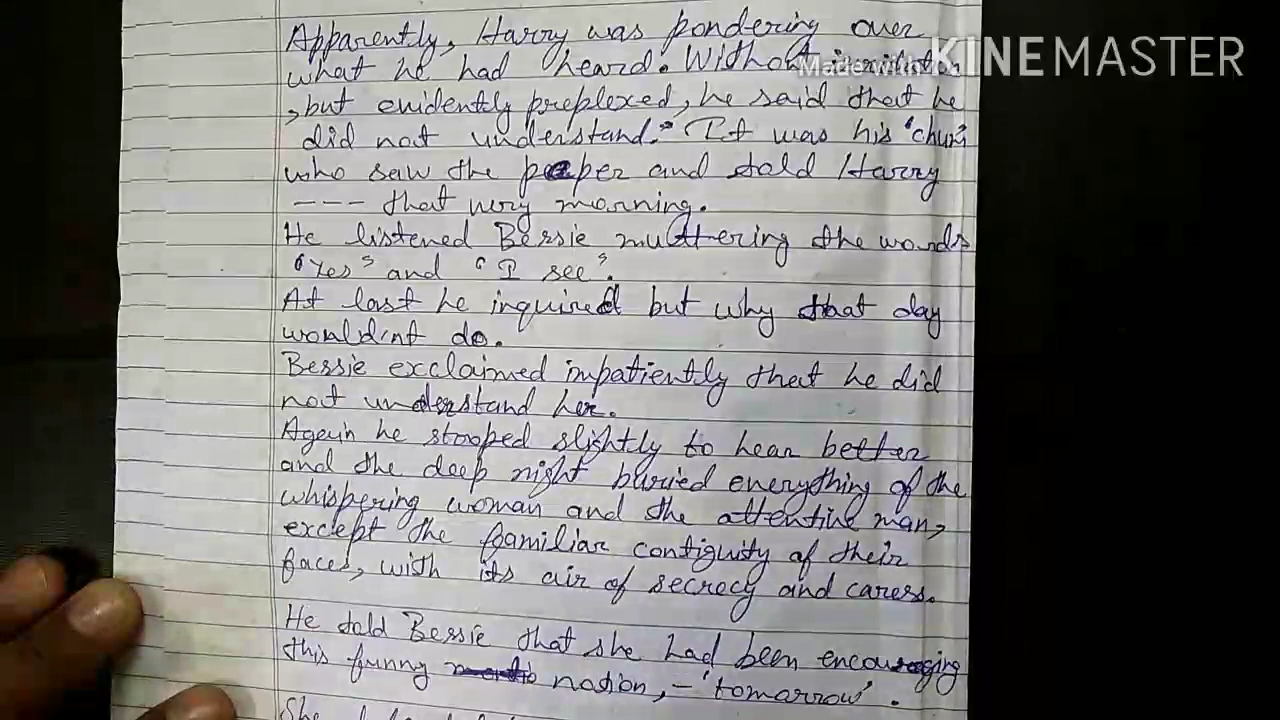 Apparently, Harry was pondering over
what he had heard. Without
Made with KINEMASTER
, but evidently preplexed, he said that he
did not understand. It was his 'chum'
who saw the paper and told Harry
--- that very morning.
He listened Bessie muttering the words
"Yes" and "I see".
At last he inquired but why that day
wouldn't do.
Bessie exclaimed impatiently that he did
not understand her.
Again he stooped slightly to hear better
and the deep night buried everything of the
whispering woman and the attentive man,
except the familiar contiguity of their
faces, with its air of secrecy and caress.
He told Bessie that she had been encouraging
this funny notion, - 'tomorrow'.
She